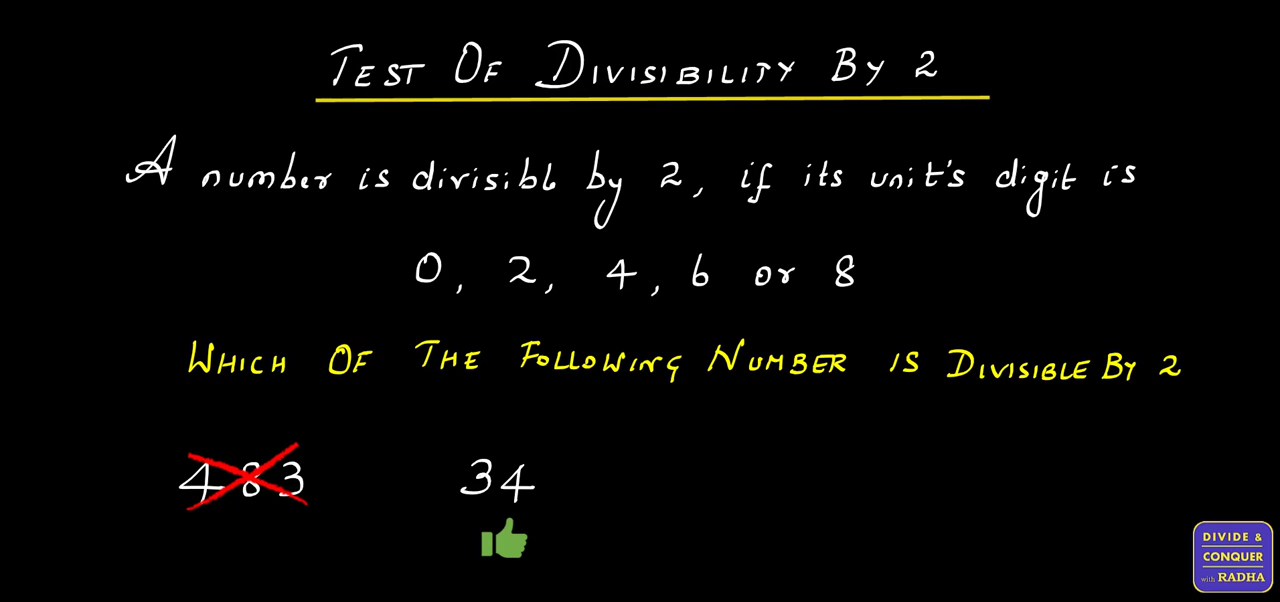 TEST OF DIVISIBILITY BY 2
A number is divisibl by 2, if its unit's digit is
0, 2, 4, 6 or 8
WHICH OF THE FOLLOWING NUMBER IS DIVISIBLE BY 2
483 34
DIVIDE &
CONQUER
with RADHA